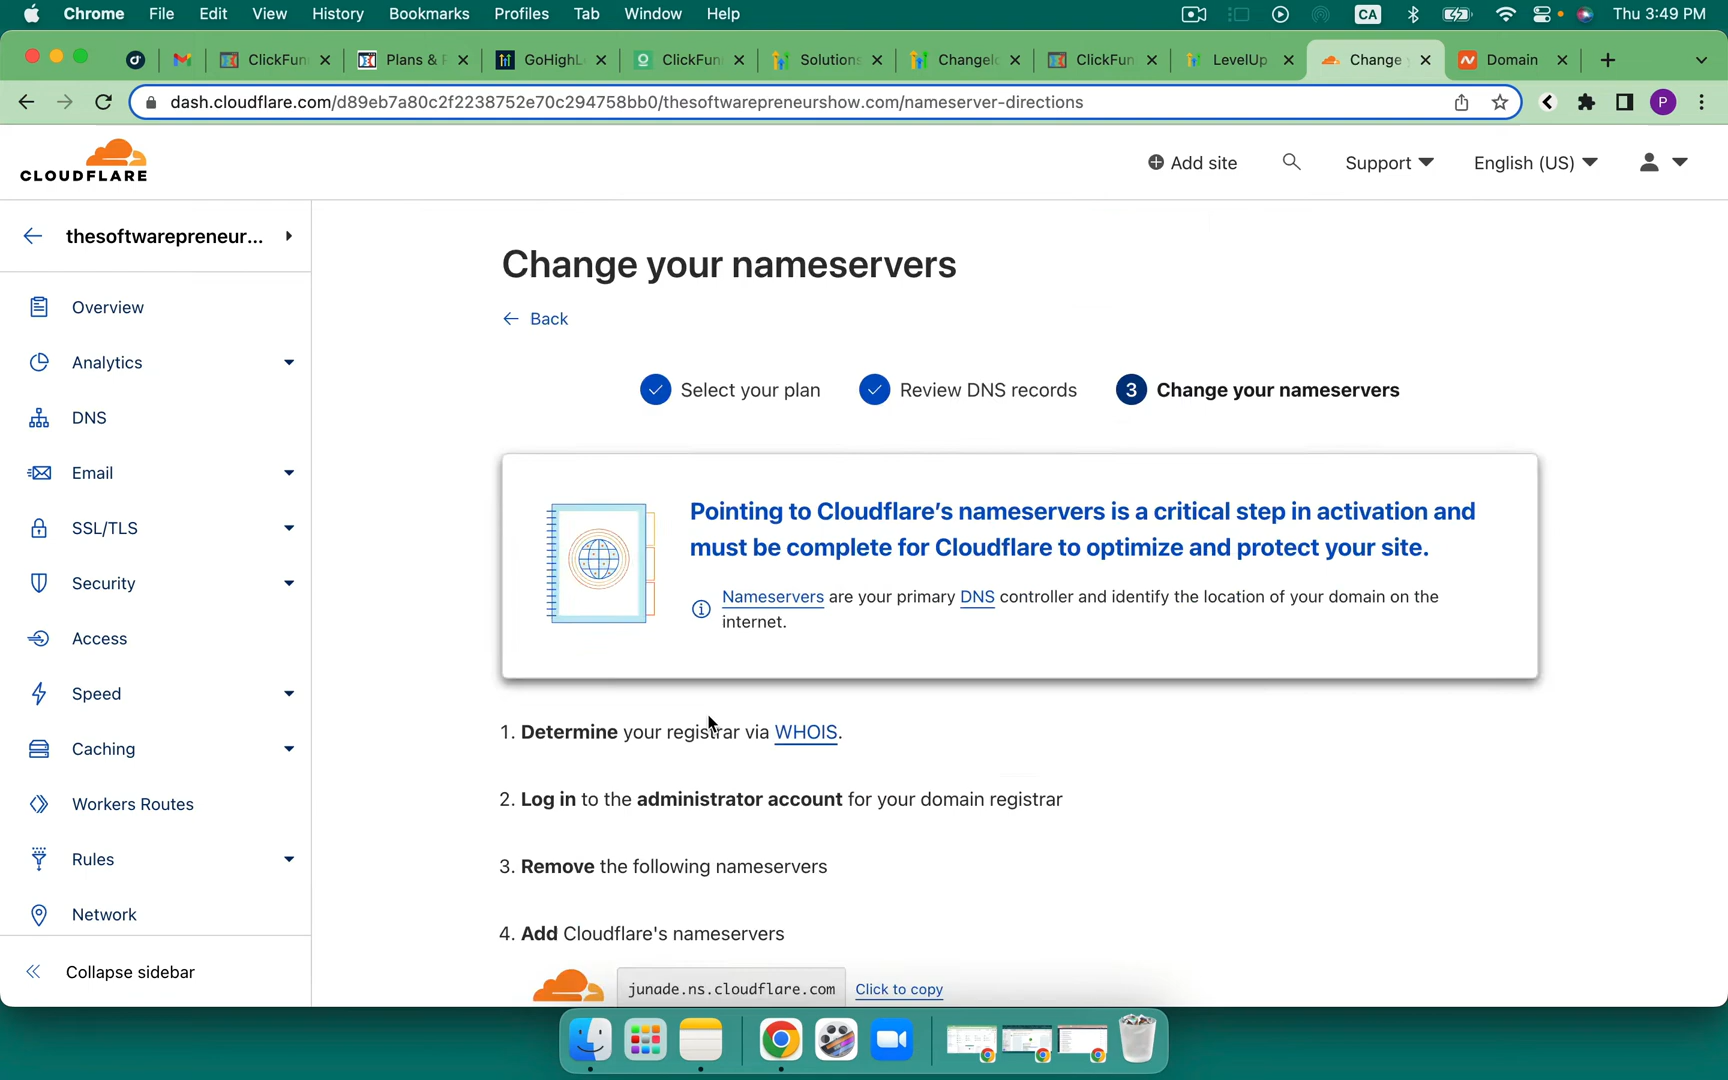 Chrome File Edit View History Bookmarks Profiles Tab Window Help CA Thu 3:49 PM
ClickFun Plans & F GoHighL ClickFun Solutions Changelo ClickFun LevelUp Change y Domain
dash.cloudflare.com/d89eb7a80c2f2238752e70c294758bb0/thesoftwarepreneurshow.com/nameserver-directions P
CLOUDFLARE
Add site Support English (US)
thesoftwarepreneur...
Overview
Analytics
DNS
Email
SSL/TLS
Security
Access
Speed
Caching
Workers Routes
Rules
Network
Collapse sidebar
Change your nameservers
Back
Select your plan Review DNS records 3 Change your nameservers
Pointing to Cloudflare’s nameservers is a critical step in activation and
must be complete for Cloudflare to optimize and protect your site.
Nameservers are your primary DNS controller and identify the location of your domain on the
internet.
1. Determine your registrar via WHOIS.
2. Log in to the administrator account for your domain registrar
3. Remove the following nameservers
4. Add Cloudflare's nameservers
junade.ns.cloudflare.com Click to copy